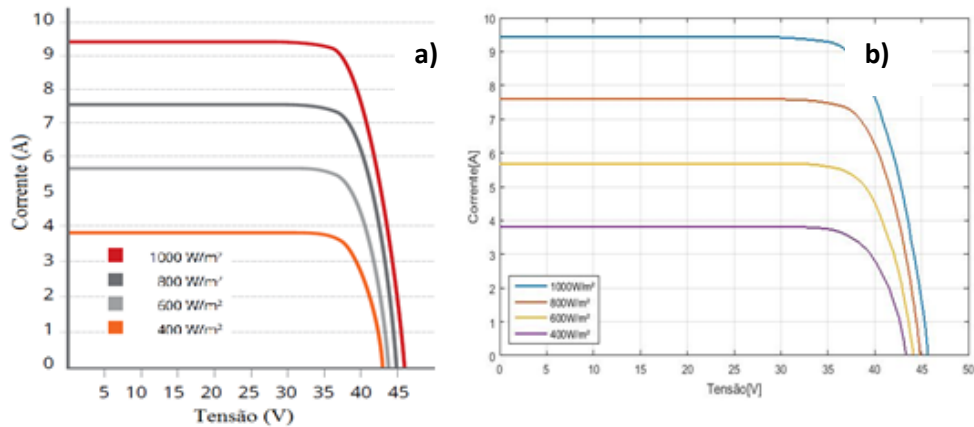 a)
10
9
8
7
6
5
4
3
2
1
0
Corrente (A)
1000 W/m²
800 W/m²
600 W/m²
400 W/m²
5 10 15 20 25 30 35 40 45
Tensão (V)
b)
10
9
8
7
6
5
4
3
2
1
0
Corrente[A]
1000W/m²
800W/m²
600W/m²
400W/m²
0 5 10 15 20 25 30 35 40 45 50
Tensão[V]